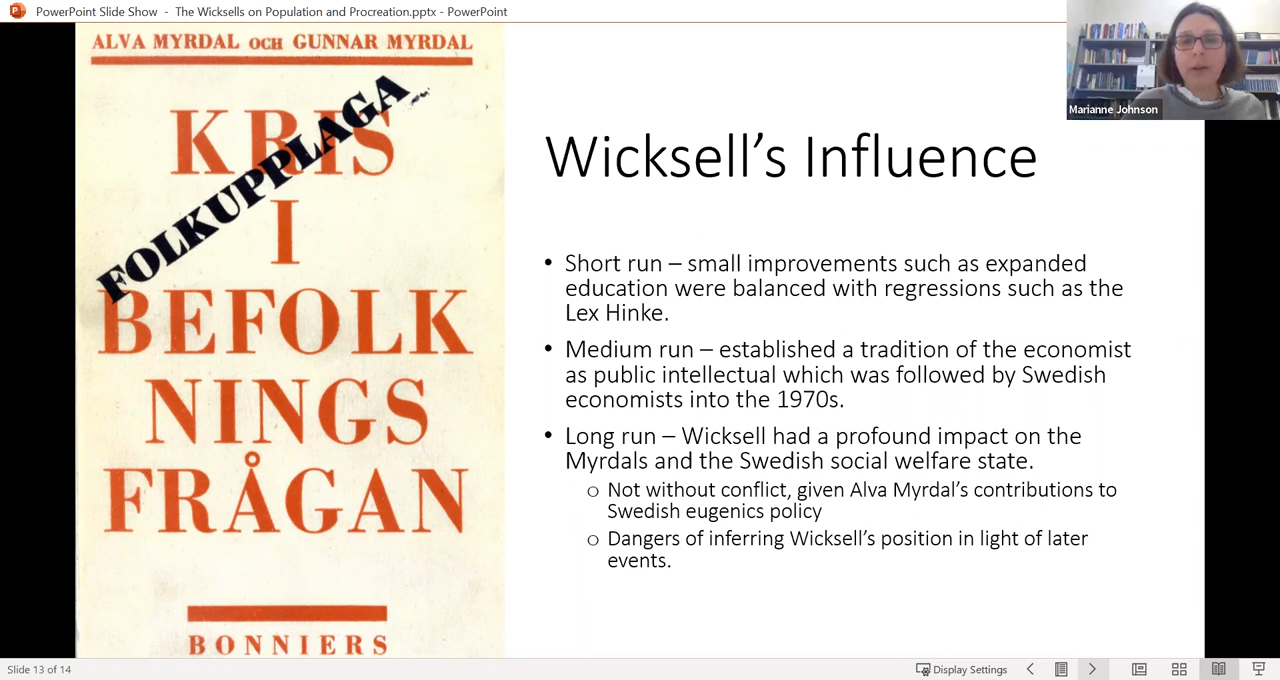 PowerPoint Slide Show - The Wicksells on Population and Procreation.pptx - PowerPoint
Marianne Johnson
ALVA MYRDAL OCH GUNNAR MYRDAL
KRIS
FOLKUPPLAGA
I
BEFOLK
NINGS
FRÅGAN
BONNIERS
Wicksell’s Influence
• Short run – small improvements such as expanded
education were balanced with regressions such as the
Lex Hinke.
• Medium run – established a tradition of the economist
as public intellectual which was followed by Swedish
economists into the 1970s.
• Long run – Wicksell had a profound impact on the
Myrdals and the Swedish social welfare state.
o Not without conflict, given Alva Myrdal’s contributions to
Swedish eugenics policy
o Dangers of inferring Wicksell’s position in light of later
events.
Slide 13 of 14
Display Settings